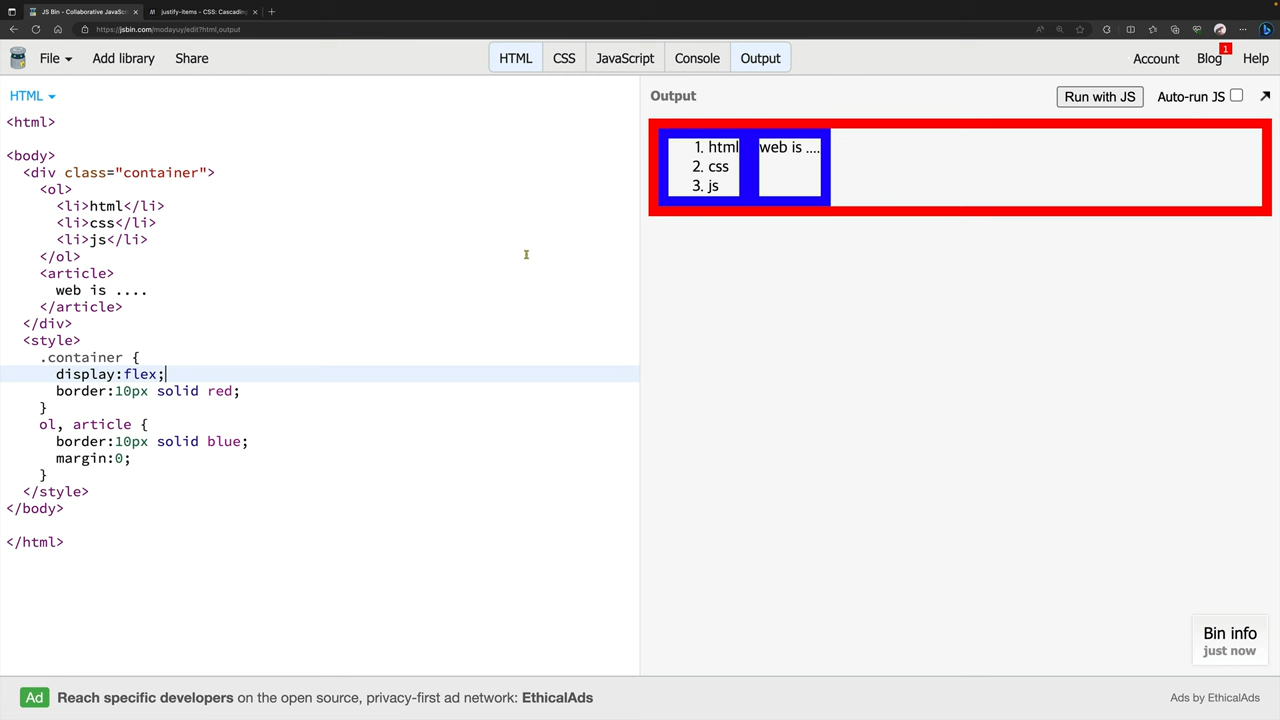 JS Bin - Collaborative JavaScri
justify-items - CSS: Cascading
https://jsbin.com/modayuy/edit?html,output
File
Add library
Share
HTML
CSS
JavaScript
Console
Output
Account
Blog
1
Help
HTML
<html>
<body>
<div class="container">
<ol>
<li>html</li>
<li>css</li>
<li>js</li>
</ol>
<article>
web is ....
</article>
</div>
<style>
.container {
display:flex;
border:10px solid red;
}
ol, article {
border:10px solid blue;
margin:0;
}
</style>
</body>
</html>
Output
Run with JS
Auto-run JS
1. html
2. css
3. js
web is ....
Bin info
just now
Ad
Reach specific developers on the open source, privacy-first ad network: EthicalAds
Ads by EthicalAds